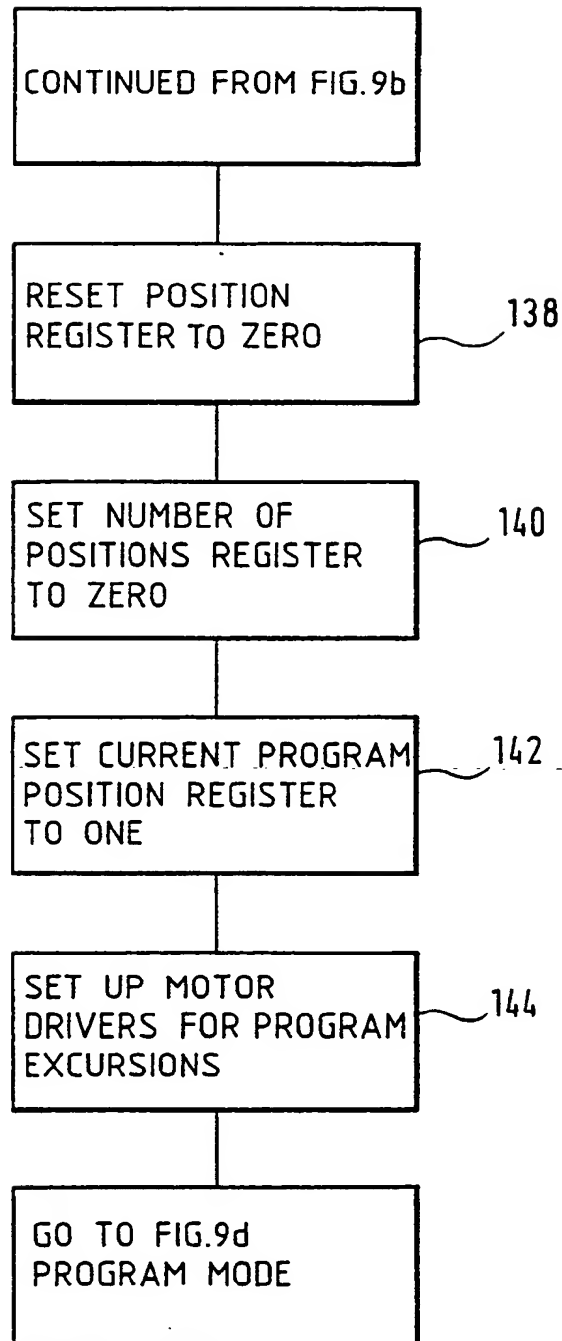 CONTINUED FROM FIG.9b
RESET POSITION
REGISTER TO ZERO
138
SET NUMBER OF
POSITIONS REGISTER
TO ZERO
140
SET CURRENT PROGRAM
POSITION REGISTER
TO ONE
142
SET UP MOTOR
DRIVERS FOR PROGRAM
EXCURSIONS
144
GO TO FIG.9d
PROGRAM MODE